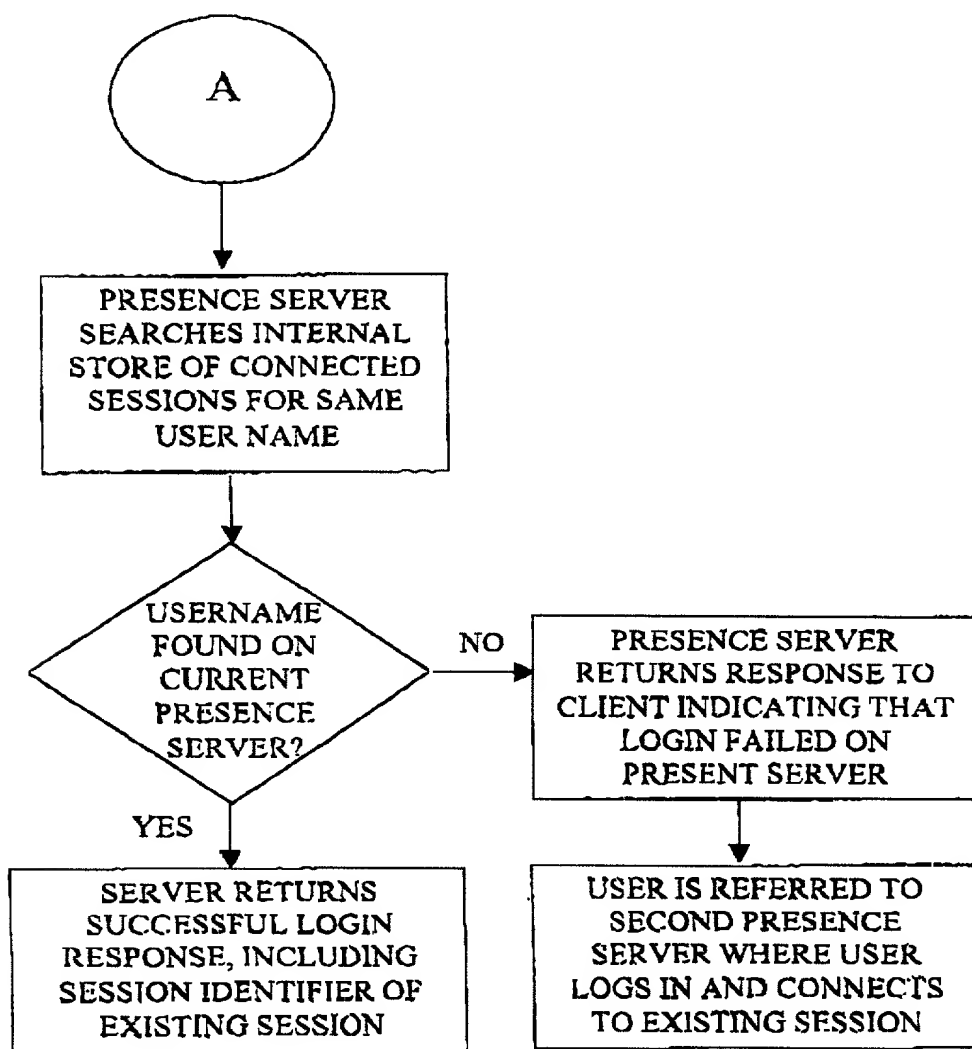 A
PRESENCE SERVER
SEARCHES INTERNAL
STORE OF CONNECTED
SESSIONS FOR SAME
USER NAME
USERNAME
FOUND ON
CURRENT
PRESENCE
SERVER?
NO
PRESENCE SERVER
RETURNS RESPONSE TO
CLIENT INDICATING THAT
LOGIN FAILED ON
PRESENT SERVER
YES
SERVER RETURNS
SUCCESSFUL LOGIN
RESPONSE, INCLUDING
SESSION IDENTIFIER OF
EXISTING SESSION
USER IS REFERRED TO
SECOND PRESENCE
SERVER WHERE USER
LOGS IN AND CONNECTS
TO EXISTING SESSION